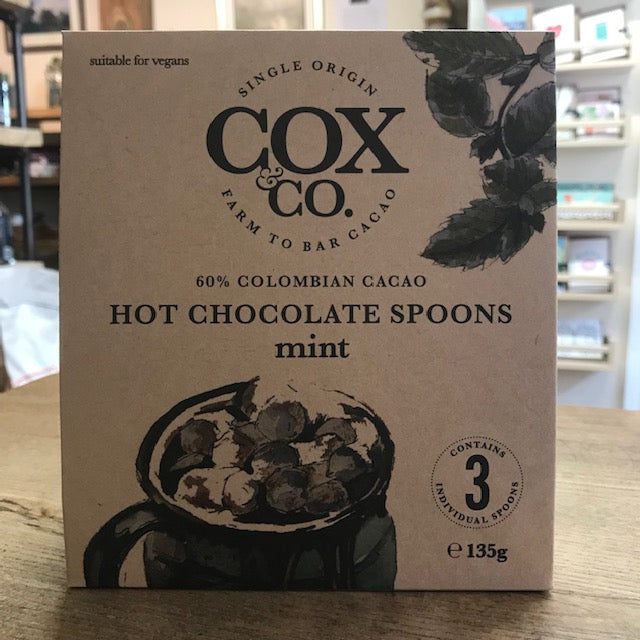 suitable for vegans
SINGLE ORIGIN
COX
& CO.
FARM TO BAR CACAO
60% COLOMBIAN CACAO
HOT CHOCOLATE SPOONS
mint
CONTAINS
3
INDIVIDUAL SPOONS
℮ 135g